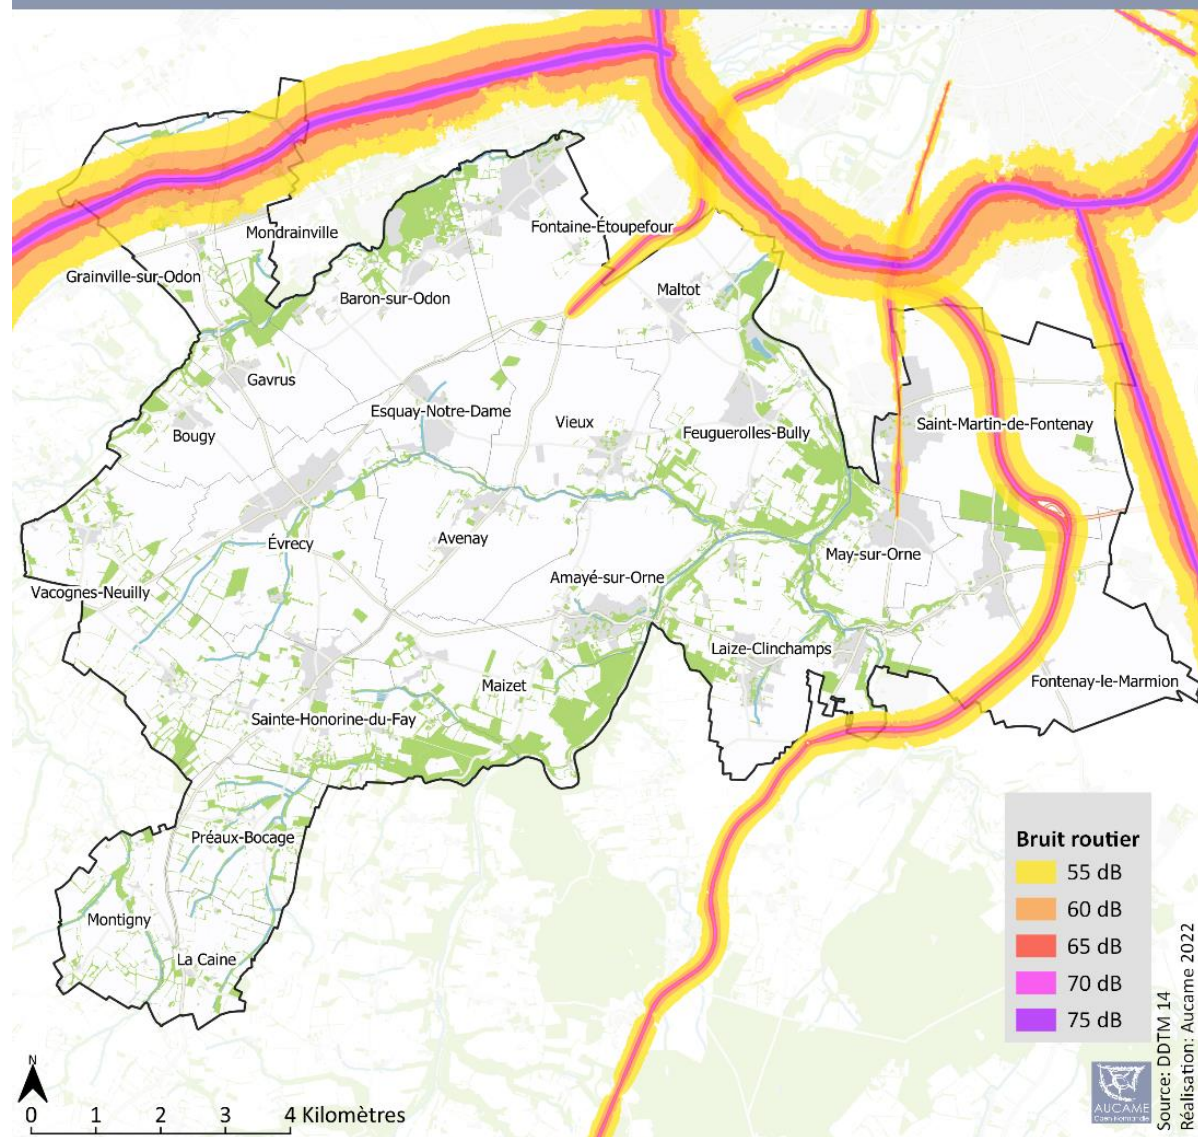 Mondrainville
Fontaine-Étoupefour
Grainville-sur-Odon
Baron-sur-Odon
Maltot
Gavrus
Esquay-Notre-Dame
Vieux
Bougy
Feuguerolles-Bully
Saint-Martin-de-Fontenay
Évrecy
Avenay
May-sur-Orne
Vacognes-Neuilly
Amayé-sur-Orne
Laize-Clinchamps
Maizet
Fontenay-le-Marmion
Sainte-Honorine-du-Fay
Préaux-Bocage
Montigny
La Caine
Bruit routier
55 dB
60 dB
65 dB
70 dB
75 dB
N
0 1 2 3 4 Kilomètres
AUCAME
Caen Normandie
Source: DDTM 14
Réalisation: Aucame 2022